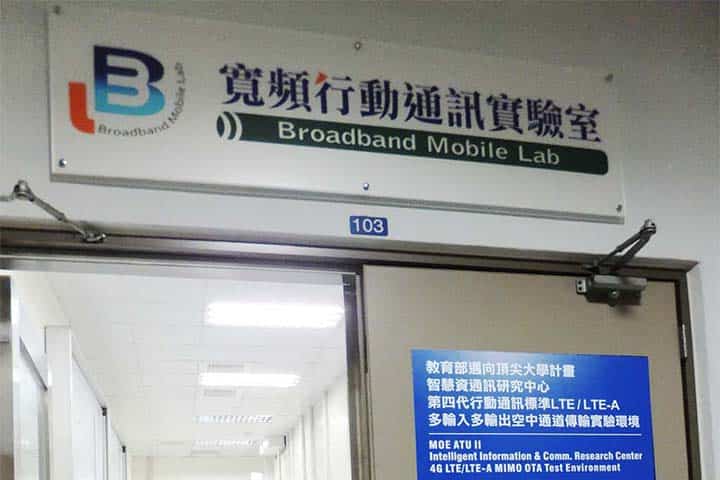 B
Broadband Mobile Lab
寬頻行動通訊實驗室
Broadband Mobile Lab
103
教育部邁向頂尖大學計畫
智慧資通訊研究中心
第四代行動通訊標準LTE/LTE-A
多輸入多輸出空中通道傳輸實驗環境
MOE ATU II
Intelligent Information & Comm. Research Center
4G LTE/LTE-A MIMO OTA Test Environment